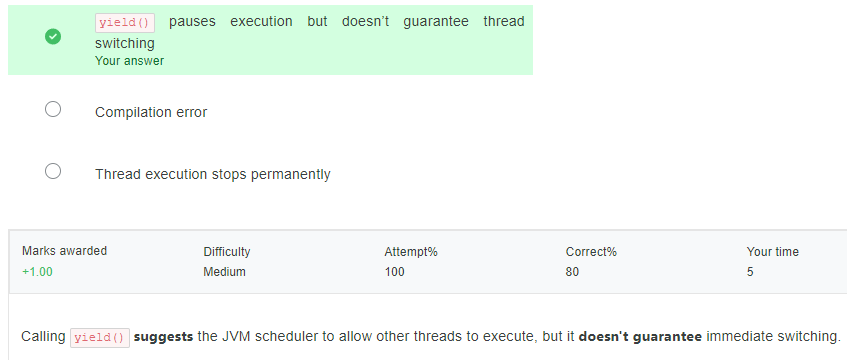 yield() pauses execution but doesn't guarantee thread
switching
Your answer
Compilation error
Thread execution stops permanently
Marks awarded Difficulty Attempt% Correct% Your time
+1.00 Medium 100 80 5
Calling yield() suggests the JVM scheduler to allow other threads to execute, but it doesn't guarantee immediate switching.